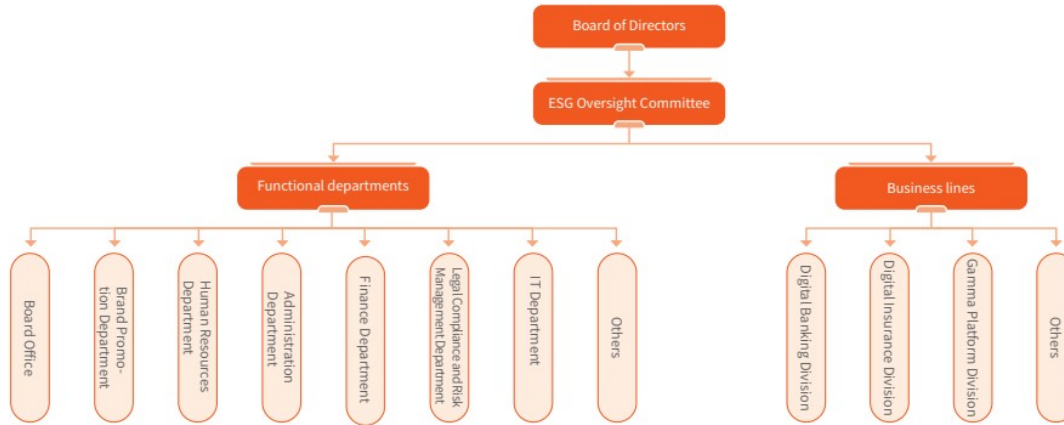 Board of Directors
ESG Oversight Committee
Functional departments
Business lines
Board Office
Brand Promo-
tion Department
Human Resources
Department
Administration
Department
Finance Department
Legal Compliance and Risk
Management Department
IT Department
Others
Digital Banking Division
Digital Insurance Division
Gamma Platform Division
Others